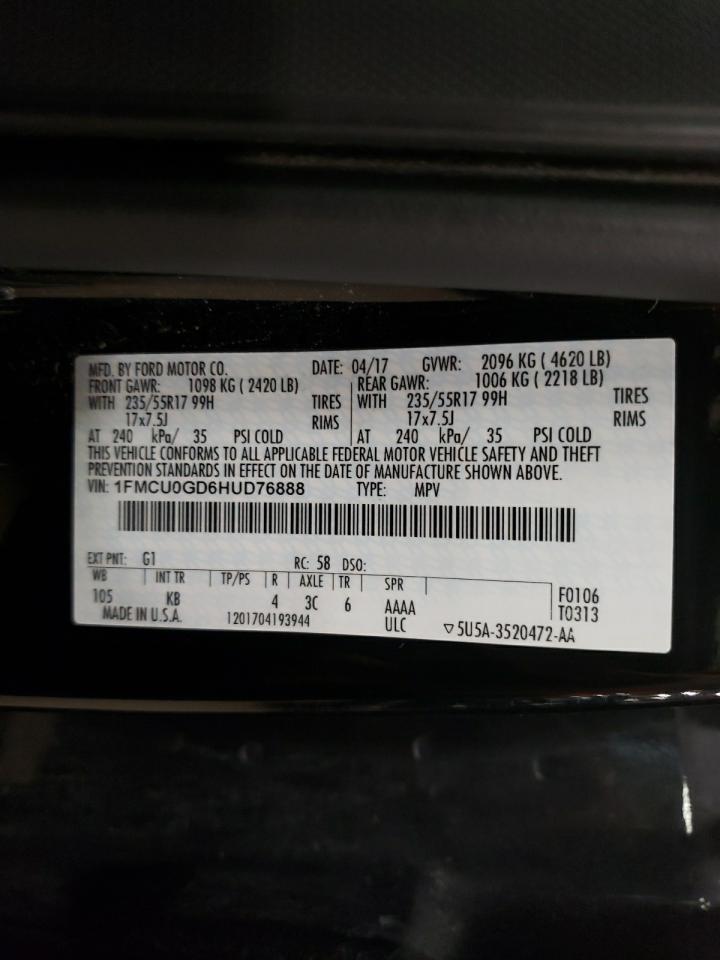 MFD. BY FORD MOTOR CO. DATE: 04/17 GVWR: 2096 KG ( 4620 LB)
FRONT GAWR: 1098 KG ( 2420 LB) REAR GAWR: 1006 KG ( 2218 LB)
WITH 235/55R17 99H TIRES WITH 235/55R17 99H TIRES
17x7.5J RIMS 17x7.5J RIMS
AT 240 kPa/ 35 PSI COLD AT 240 kPa/ 35 PSI COLD
THIS VEHICLE CONFORMS TO ALL APPLICABLE FEDERAL MOTOR VEHICLE SAFETY AND THEFT
PREVENTION STANDARDS IN EFFECT ON THE DATE OF MANUFACTURE SHOWN ABOVE.
VIN: 1FMCU0GD6HUD76888 TYPE: MPV
EXT PNT: G1 RC: 58 DSO:
WB INT TR TP/PS R AXLE TR SPR
105 KB 4 3C 6 AAAA F0106
MADE IN U.S.A. 1201704193944 ULC T0313
▽5U5A-3520472-AA